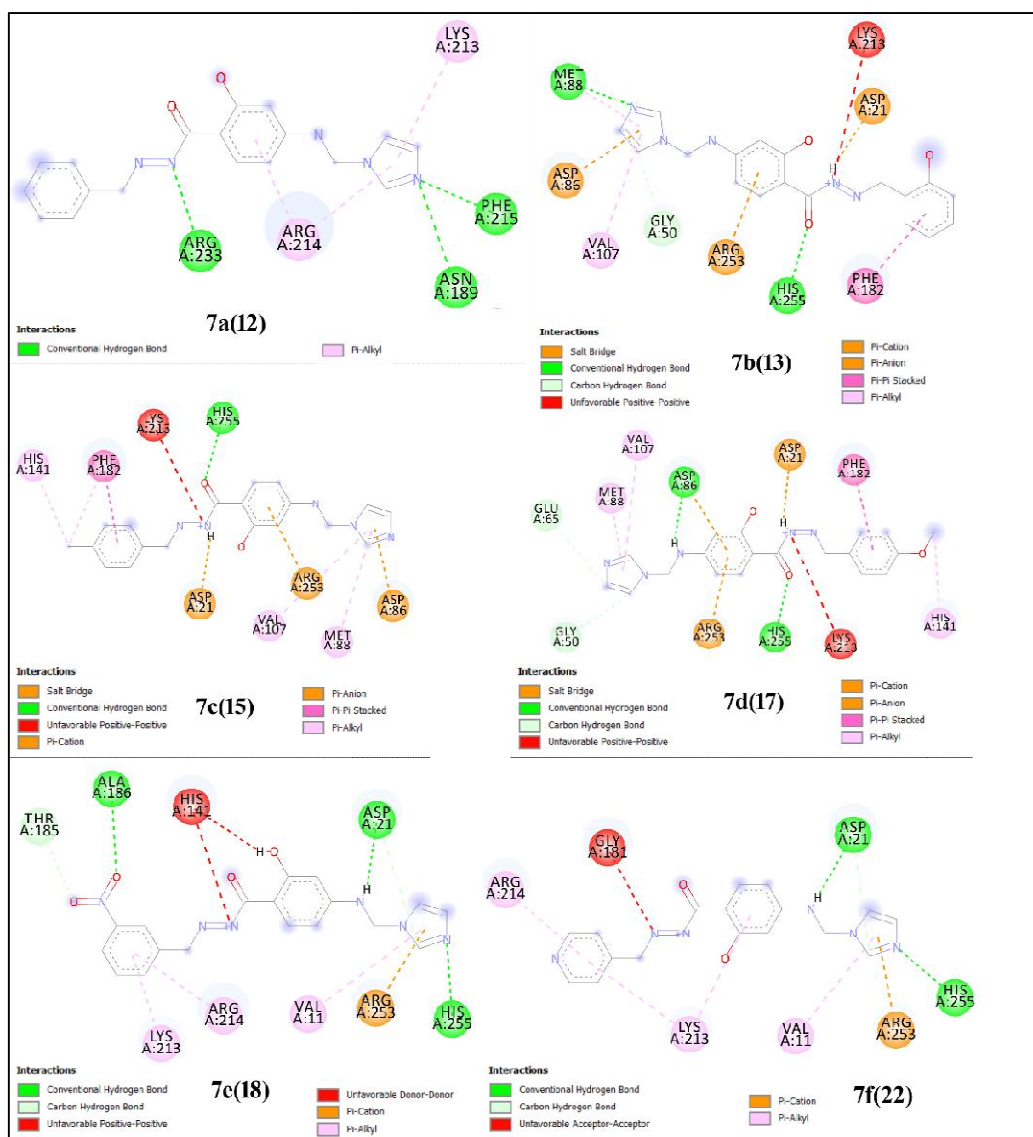 LYS
A:213
O
O
N
N
N
N
N
ARG
A:233
ARG
A:214
PHE
A:215
ASN
A:189
7a(12)
Interactions
Conventional Hydrogen Bond
Pi-Alkyl
LYS
A:213
MET
A:88
ASP
A:21
N
N
N
O
H
N+
N
O
O
ASP
A:86
VAL
A:107
GLY
A:50
ARG
A:253
HIS
A:255
PHE
A:182
7b(13)
Interactions
Salt Bridge
Conventional Hydrogen Bond
Carbon Hydrogen Bond
Unfavorable Positive-Positive
Pi-Cation
Pi-Anion
Pi-Pi Stacked
Pi-Alkyl
HIS
A:255
LYS
A:213
HIS
A:141
PHE
A:182
O
N
N+
H
O
N
N
N
ASP
A:21
ARG
A:253
VAL
A:107
MET
A:88
ASP
A:86
7c(15)
Interactions
Salt Bridge
Conventional Hydrogen Bond
Unfavorable Positive-Positive
Pi-Cation
Pi-Anion
Pi-Pi Stacked
Pi-Alkyl
VAL
A:107
ASP
A:21
ASP
A:86
PHE
A:182
MET
A:88
GLU
A:65
O
H
H
N
N
N
N+
N
O
O
GLY
A:50
ARG
A:253
HIS
A:255
LYS
A:213
HIS
A:141
7d(17)
Interactions
Salt Bridge
Conventional Hydrogen Bond
Carbon Hydrogen Bond
Unfavorable Positive-Positive
Pi-Cation
Pi-Anion
Pi-Pi Stacked
Pi-Alkyl
ALA
A:186
HIS
A:141
ASP
A:21
THR
A:185
O
O
N+
N
N+
O
H
O
H
N
N
N
LYS
A:213
ARG
A:214
VAL
A:11
ARG
A:253
HIS
A:255
7e(18)
Interactions
Conventional Hydrogen Bond
Carbon Hydrogen Bond
Unfavorable Positive-Positive
Unfavorable Donor-Donor
Pi-Cation
Pi-Alkyl
GLY
A:181
ASP
A:21
ARG
A:214
O
H
N
N
N+
N
O
N
N
LYS
A:213
VAL
A:11
ARG
A:253
HIS
A:255
7f(22)
Interactions
Conventional Hydrogen Bond
Carbon Hydrogen Bond
Unfavorable Acceptor-Acceptor
Pi-Cation
Pi-Alkyl